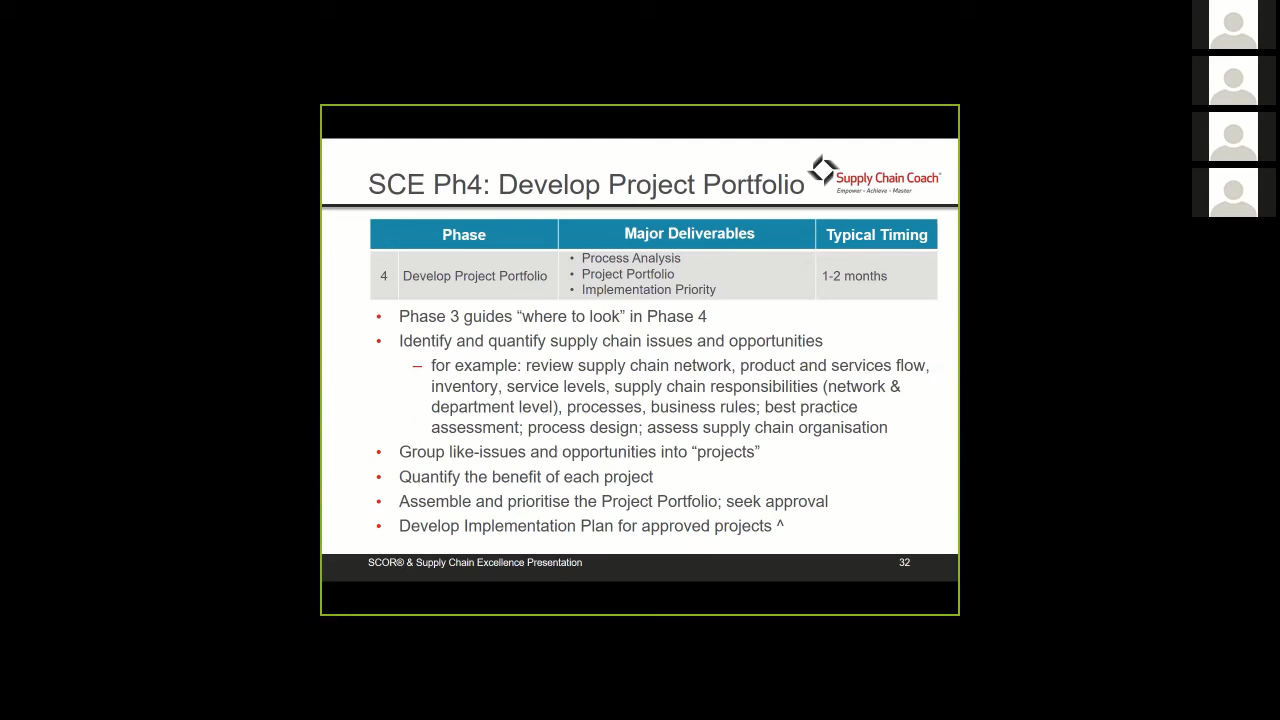 SCE Ph4: Develop Project Portfolio
Supply Chain Coach
Empower - Achieve - Master
Phase
Major Deliverables
Typical Timing
4
Develop Project Portfolio
• Process Analysis
• Project Portfolio
• Implementation Priority
1-2 months
• Phase 3 guides “where to look” in Phase 4
• Identify and quantify supply chain issues and opportunities
– for example: review supply chain network, product and services flow,
inventory, service levels, supply chain responsibilities (network &
department level), processes, business rules; best practice
assessment; process design; assess supply chain organisation
• Group like-issues and opportunities into “projects”
• Quantify the benefit of each project
• Assemble and prioritise the Project Portfolio; seek approval
• Develop Implementation Plan for approved projects ^
SCOR® & Supply Chain Excellence Presentation
32